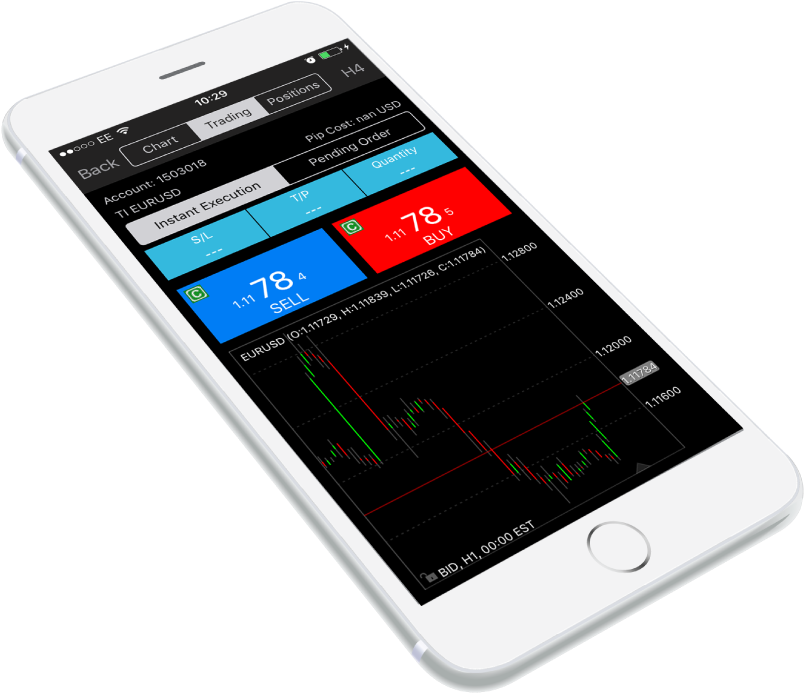 EE 10:29
Back Chart Trading Positions H4
Account: 1503018 Pip Cost: nan USD
TI EURUSD
Instant Execution Pending Order
S/L T/P Quantity
--- --- ---
C 1.11 78 4 SELL
C 1.11 78 5 BUY
EURUSD (O:1.11729, H:1.11839, L:1.11726, C:1.11784)
1.12800
1.12400
1.12000
1.11784
1.11600
BID, H1, 00:00 EST